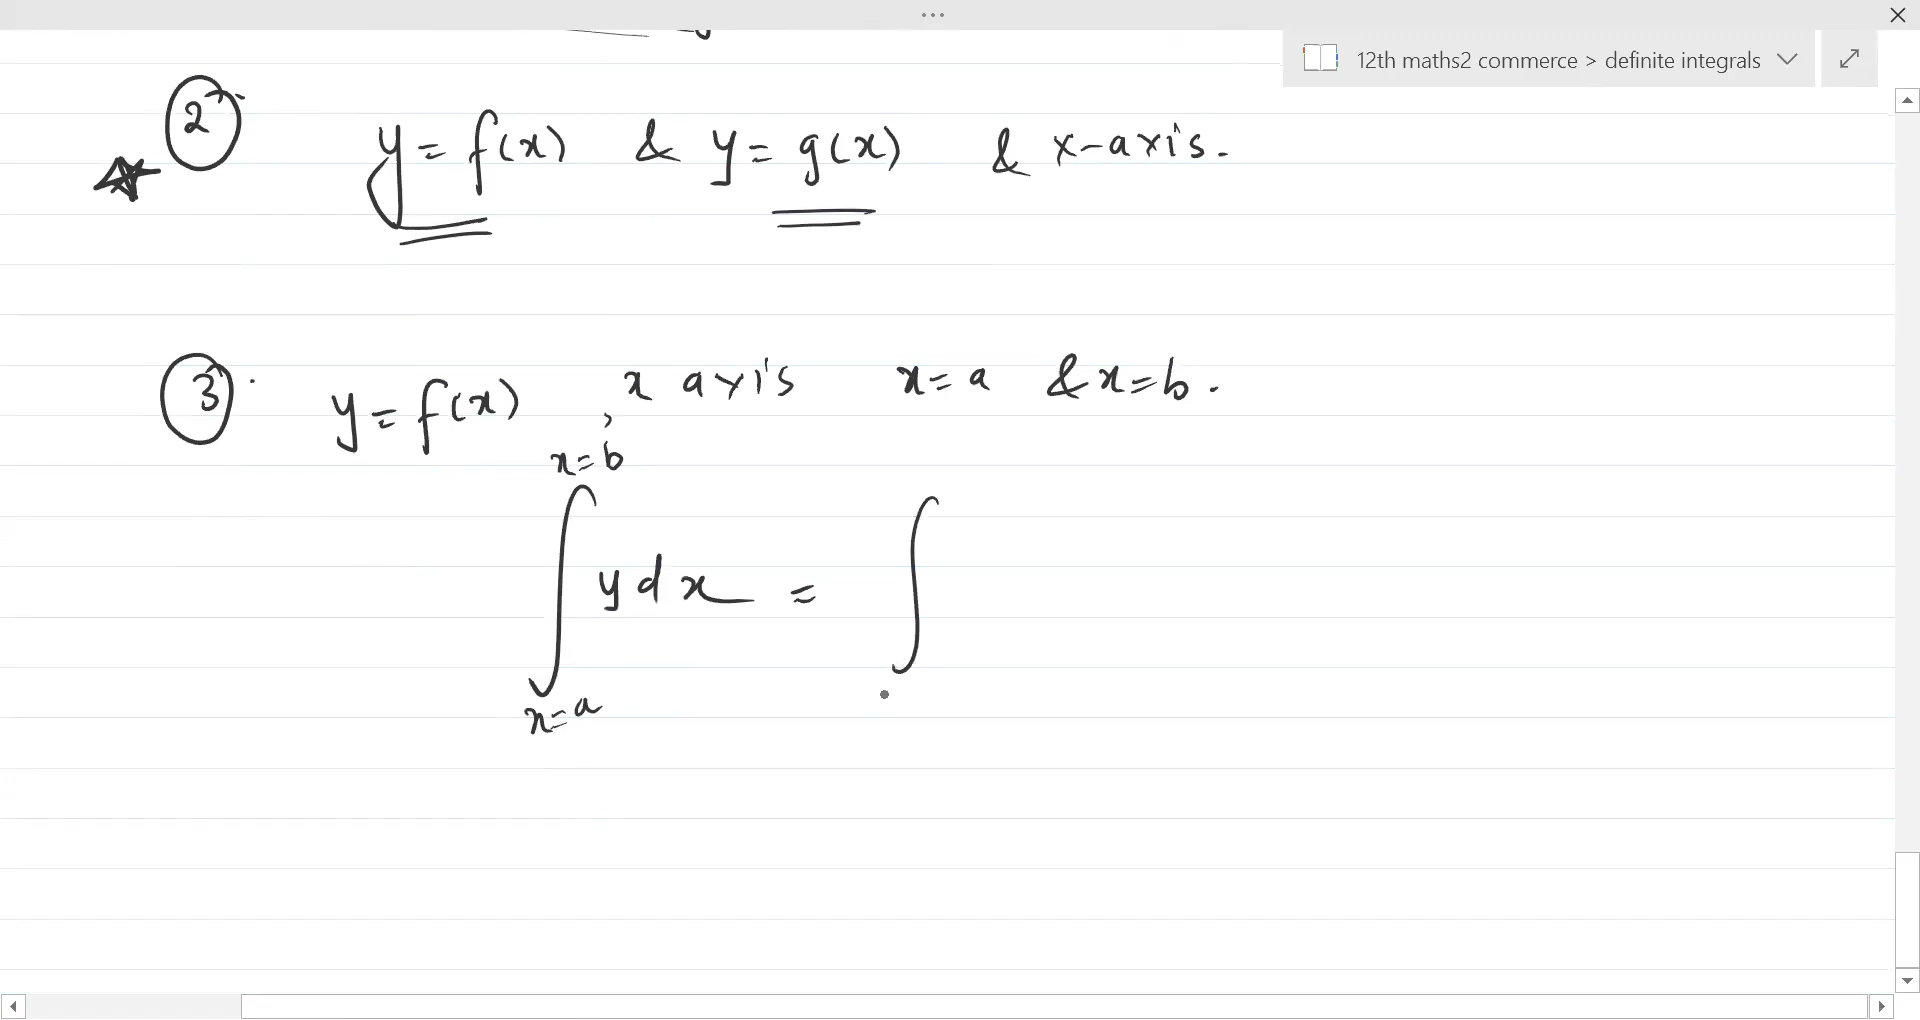 12th maths2 commerce > definite integrals
2 y = f(x) & y = g(x) & x-axis.
3. y = f(x), x axis x = a & x = b.
x = b
∫ y dx = ∫
x = a